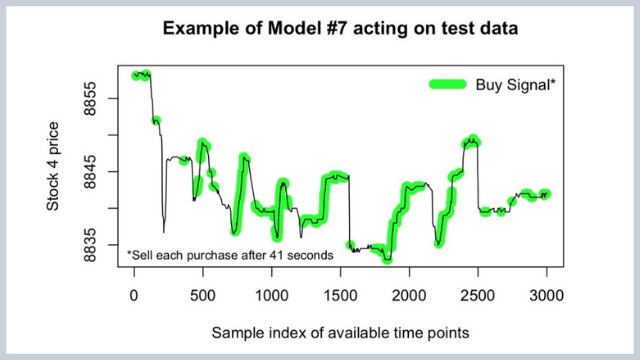 Example of Model #7 acting on test data
Buy Signal*
Stock 4 price
8855
8845
8835
*Sell each purchase after 41 seconds
0 500 1000 1500 2000 2500 3000
Sample index of available time points